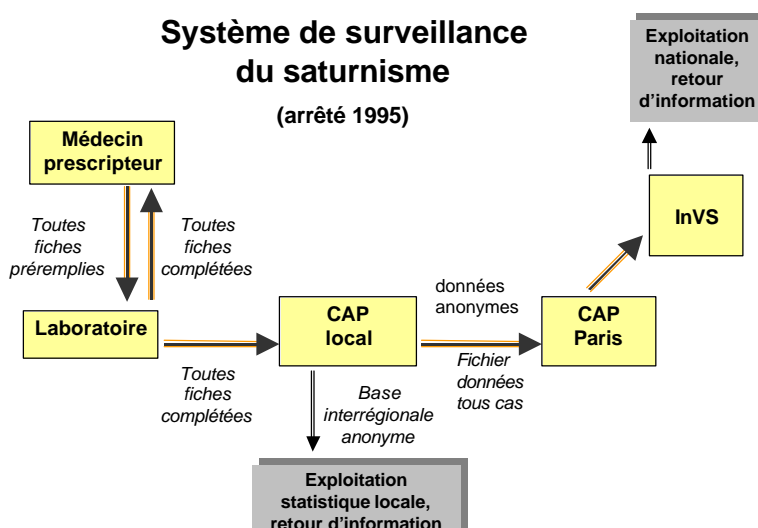 Système de surveillance
du saturnisme
(arrêté 1995)
Exploitation
nationale,
retour
d'information
Médecin
prescripteur
InVS
Toutes
fiches
préremplies
Toutes
fiches
complétées
Laboratoire
CAP
local
données
anonymes
CAP
Paris
Toutes
fiches
complétées
Fichier
données
tous cas
Base
interrégionale
anonyme
Exploitation
statistique locale,
retour d'information